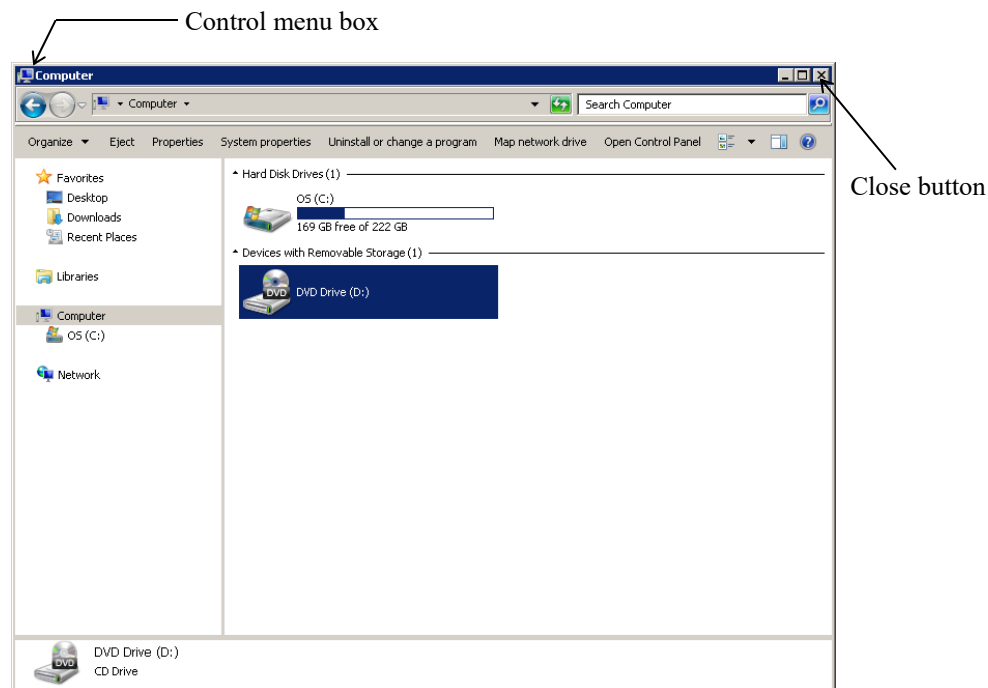 Control menu box
Computer
Computer
Search Computer
Organize Eject Properties System properties Uninstall or change a program Map network drive Open Control Panel
Close button
Favorites
Desktop
Downloads
Recent Places
Libraries
Computer
OS (C:)
Network
Hard Disk Drives (1)
OS (C:)
169 GB free of 222 GB
Devices with Removable Storage (1)
DVD
DVD Drive (D:)
DVD
DVD Drive (D:)
CD Drive